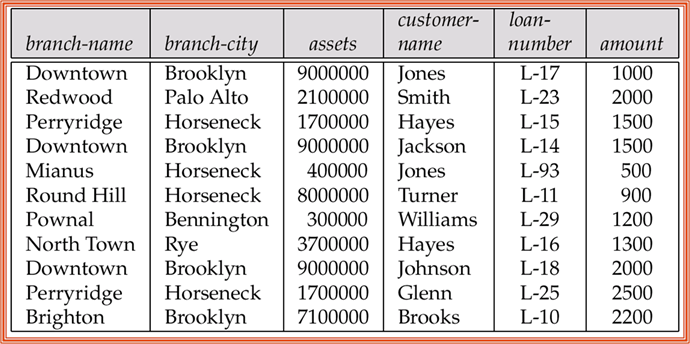 branch-name branch-city assets customer-name loan-number amount
Downtown Brooklyn 9000000 Jones L-17 1000
Redwood Palo Alto 2100000 Smith L-23 2000
Perryridge Horseneck 1700000 Hayes L-15 1500
Downtown Brooklyn 9000000 Jackson L-14 1500
Mianus Horseneck 400000 Jones L-93 500
Round Hill Horseneck 8000000 Turner L-11 900
Pownal Bennington 300000 Williams L-29 1200
North Town Rye 3700000 Hayes L-16 1300
Downtown Brooklyn 9000000 Johnson L-18 2000
Perryridge Horseneck 1700000 Glenn L-25 2500
Brighton Brooklyn 7100000 Brooks L-10 2200